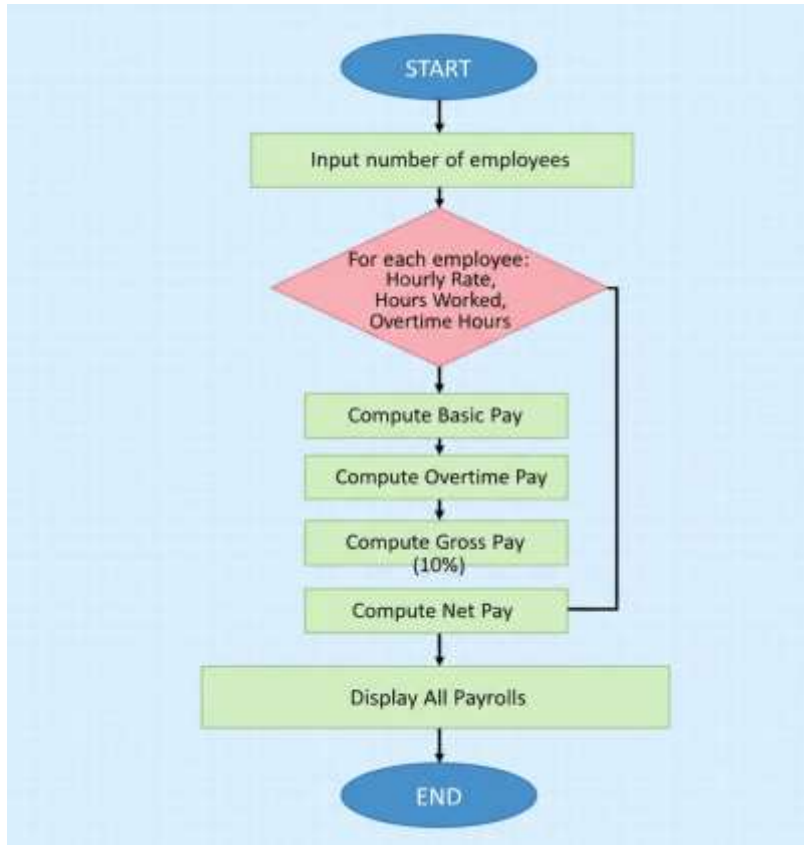 START
Input number of employees
For each employee:
Hourly Rate,
Hours Worked,
Overtime Hours
Compute Basic Pay
Compute Overtime Pay
Compute Gross Pay
(10%)
Compute Net Pay
Display All Payrolls
END